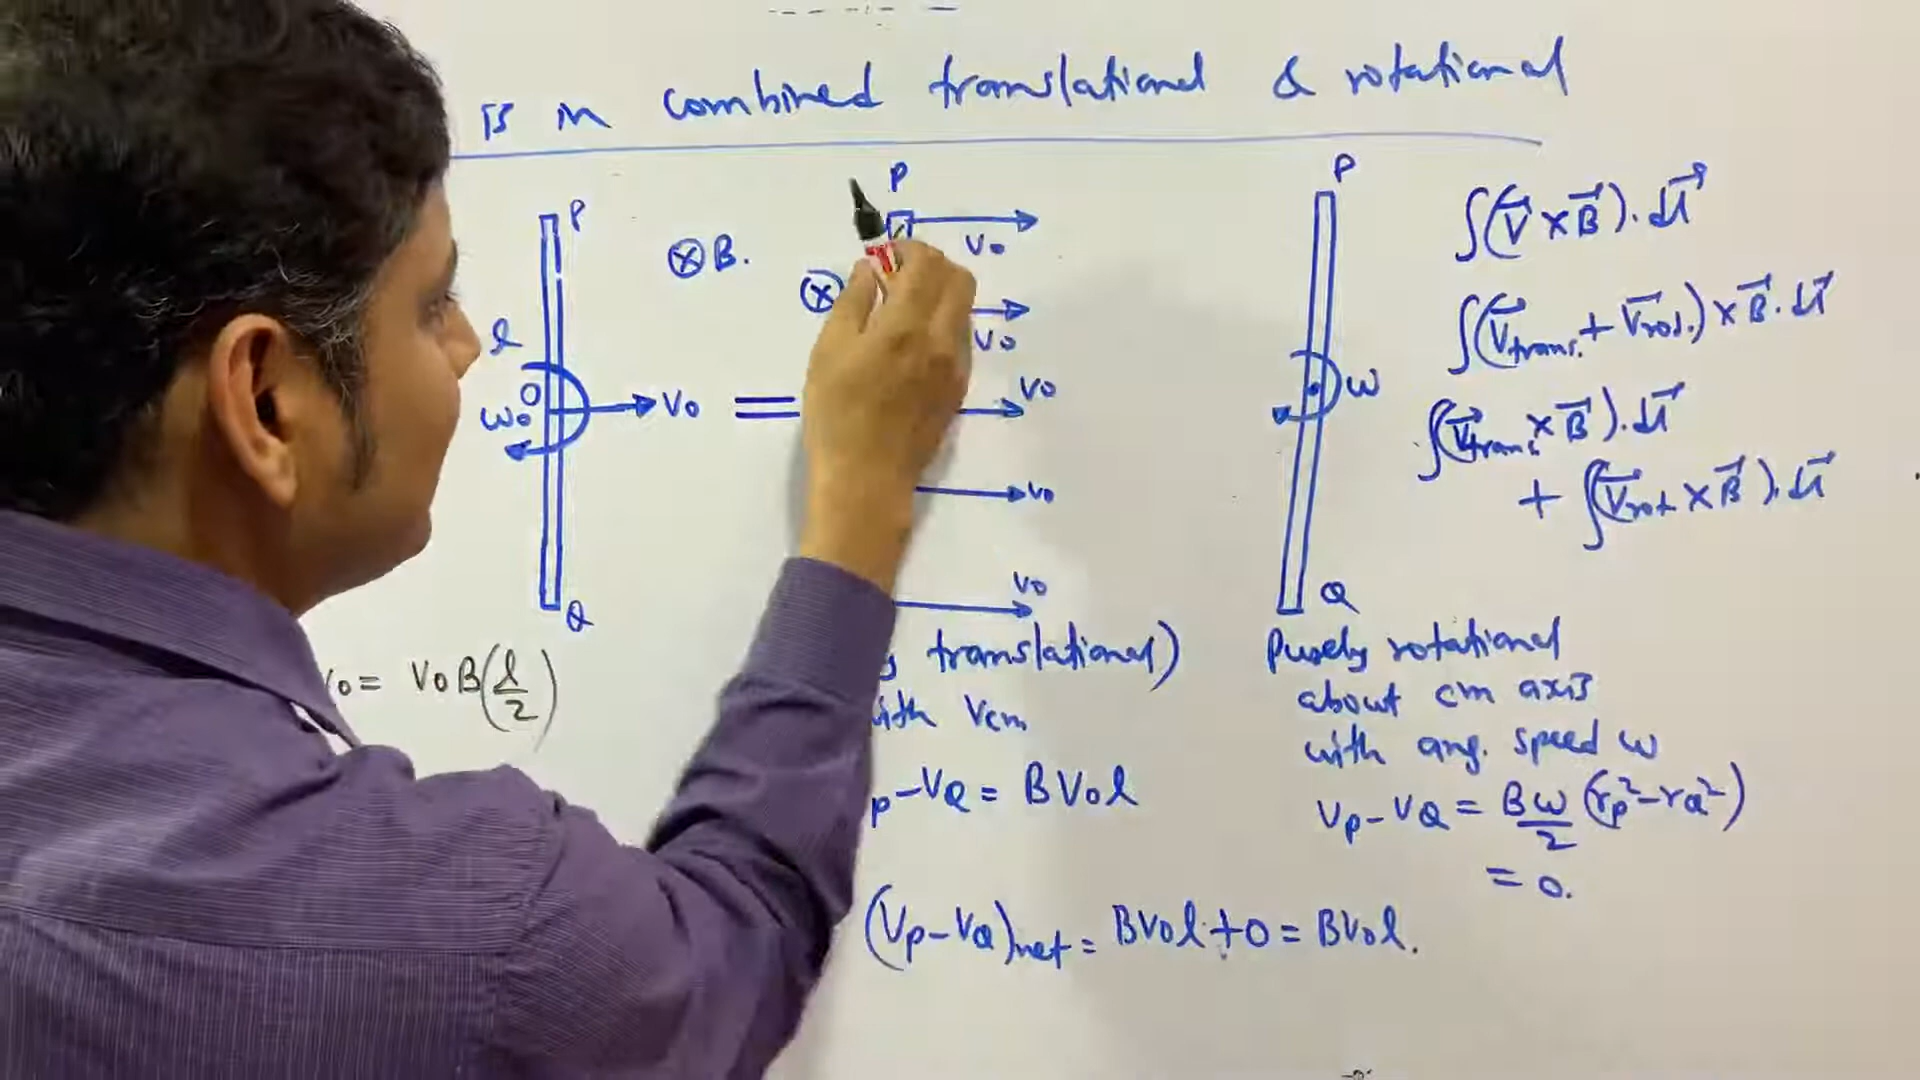 is in combined translational & rotational
P
l
O
ω₀
V₀
Q
⊗ B.
=
P
⊗
V₀
V₀
V₀
V₀
V₀
translational)
with Vcm
P-VQ = BV₀l
V₀ = V₀B(l/2)
P
ω
Q
Purely rotational
about cm axis
with ang. speed ω
VP-VQ = Bω/2 (rP²-rQ²)
= 0.
(VP-VQ)net = BV₀l + 0 = BV₀l.
∫(V⃗ × B⃗).dl⃗
∫(V⃗trans. + V⃗rot.) × B⃗.dl⃗
∫(V⃗trans × B⃗).dl⃗
+ ∫(V⃗rot × B⃗).dl⃗